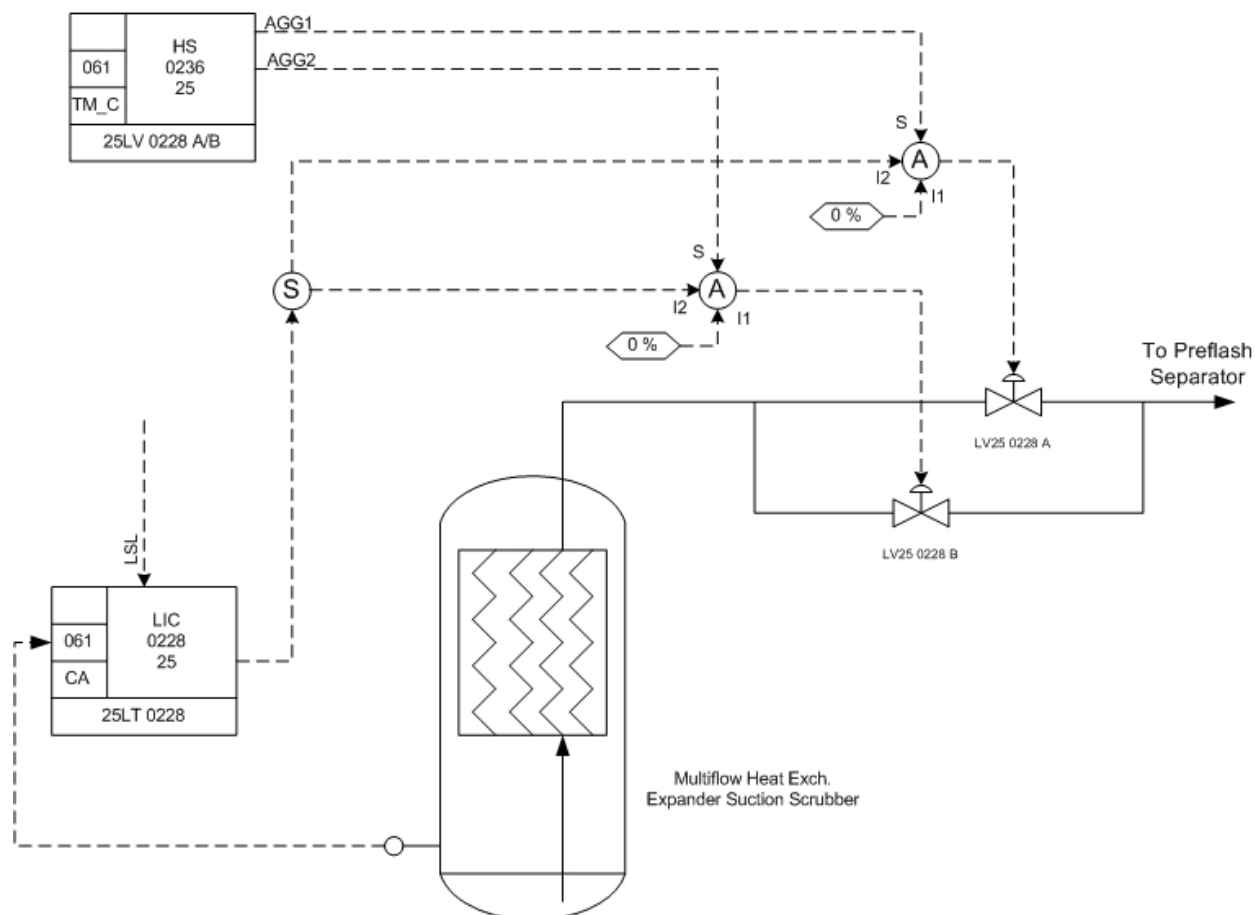 AGG1
HS
061
0236
AGG2
TM_C
25
25LV 0228 A/B
S
A
I2
I1
0 %
S
S
A
I2
I1
0 %
To Preflash
Separator
LV25 0228 A
LV25 0228 B
LSL
LIC
061
0228
CA
25
25LT 0228
Multiflow Heat Exch.
Expander Suction Scrubber